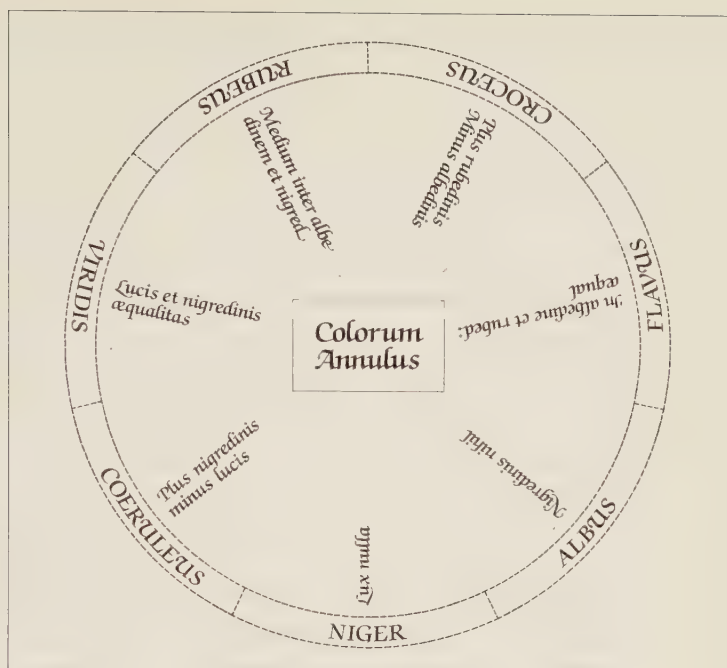 Colorum
Annulus
RUBEUS
Medium inter albe
dinem et nigred.
CROCEUS
Plus rubedinis
Minus albedinis
FLAVUS
In albedine et rubed:
æqual
ALBUS
Nigredinis nihil
NIGER
Lux nulla
COERULEUS
Plus nigredinis
minus lucis
VIRIDIS
Lucis et nigredinis
æqualitas